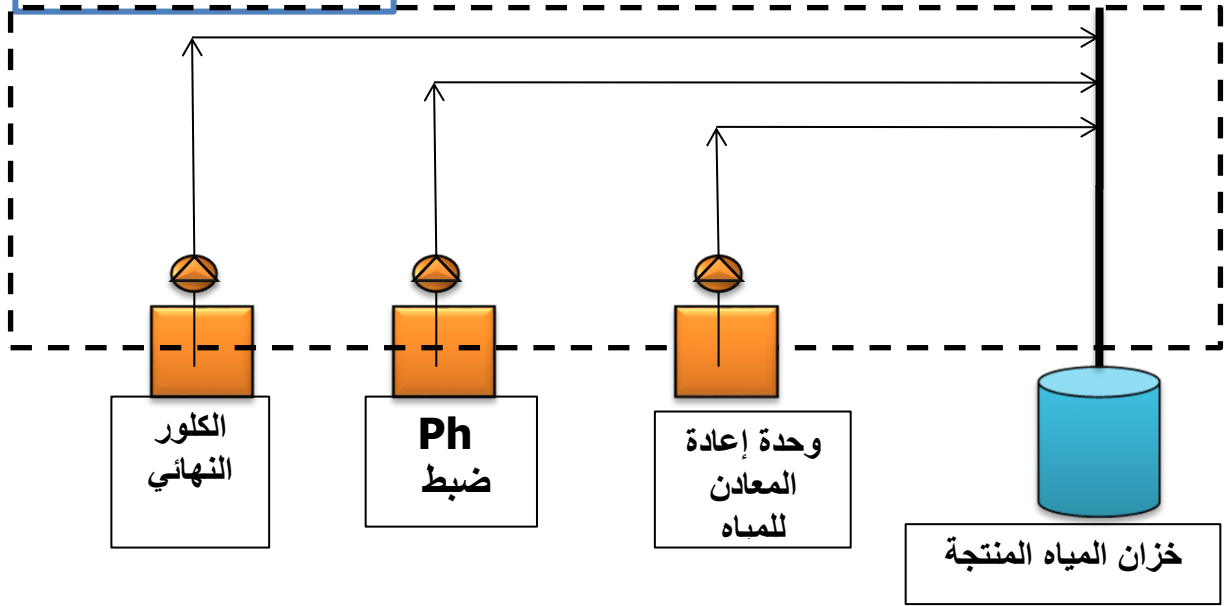 الكلور
النهائي
Ph
ضبط
وحدة إعادة
المعادن
للمياه
خزان المياه المنتجة